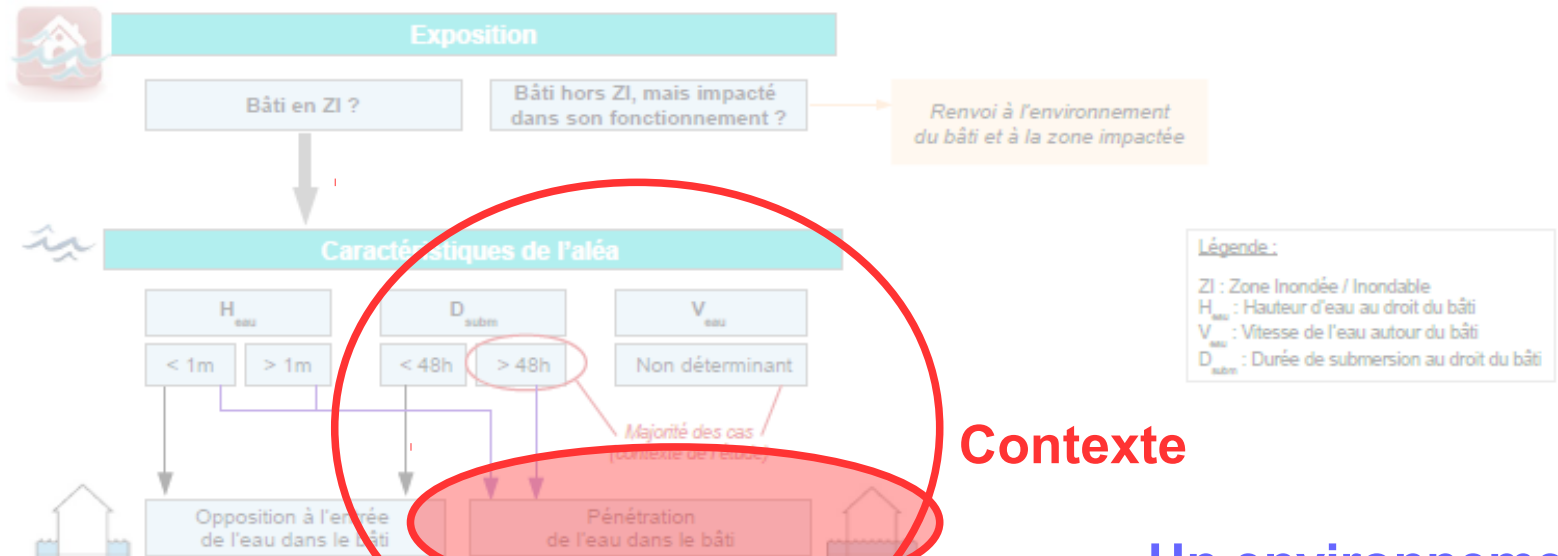 Exposition
Bâti en ZI ?
Bâti hors ZI, mais impacté
dans son fonctionnement ?
Renvoi à l'environnement
du bâti et à la zone impactée
Caractéristiques de l'aléa
H eau
D subm
V eau
< 1m
> 1m
< 48h
> 48h
Non déterminant
Majorité des cas
(contexte de l'étude)
Contexte
Opposition à l'entrée
de l'eau dans le bâti
Pénétration
de l'eau dans le bâti
Légende :
ZI : Zone Inondée / Inondable
H eau : Hauteur d'eau au droit du bâti
V eau : Vitesse de l'eau autour du bâti
D subm : Durée de submersion au droit du bâti